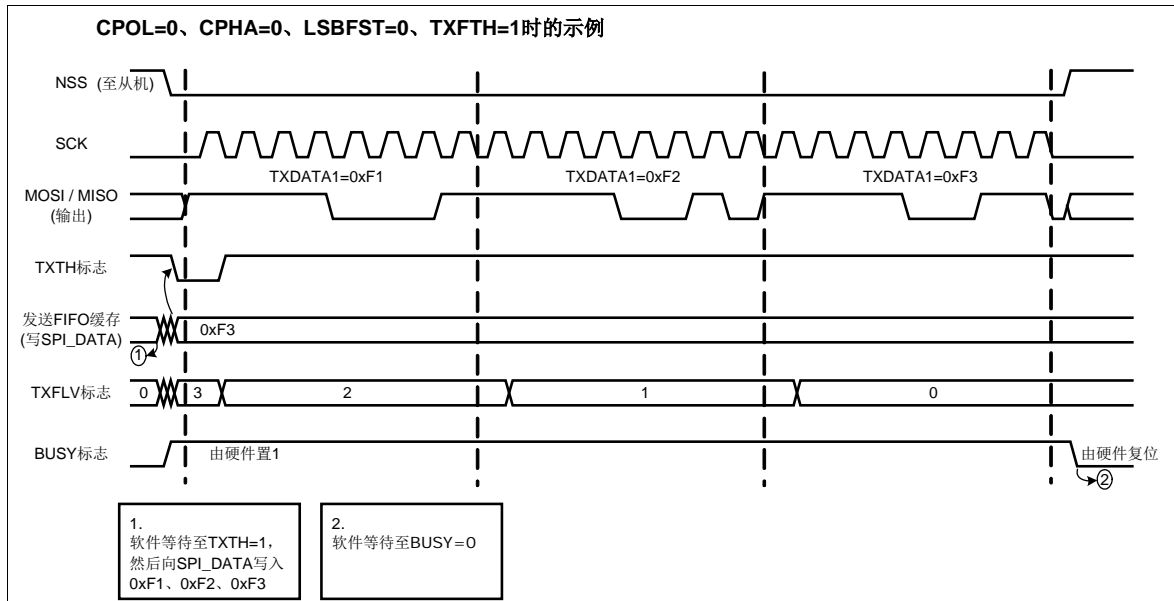 CPOL=0、CPHA=0、LSBFST=0、TXFTH=1时的示例
NSS (至从机)
SCK
TXDATA1=0xF1
TXDATA1=0xF2
TXDATA1=0xF3
MOSI / MISO
(输出)
TXTH标志
发送FIFO缓存
(写SPI_DATA)
0xF3
①
TXFLV标志
0
3
2
1
0
BUSY标志
由硬件置1
由硬件复位
②
1.
软件等待至TXTH=1，
然后向SPI_DATA写入
0xF1、0xF2、0xF3
2.
软件等待至BUSY=0